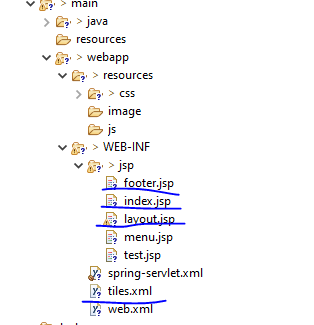 > main
> java
resources
> webapp
> resources
> css
image
js
> WEB-INF
> jsp
footer.jsp
index.jsp
layout.jsp
menu.jsp
test.jsp
spring-servlet.xml
tiles.xml
web.xml